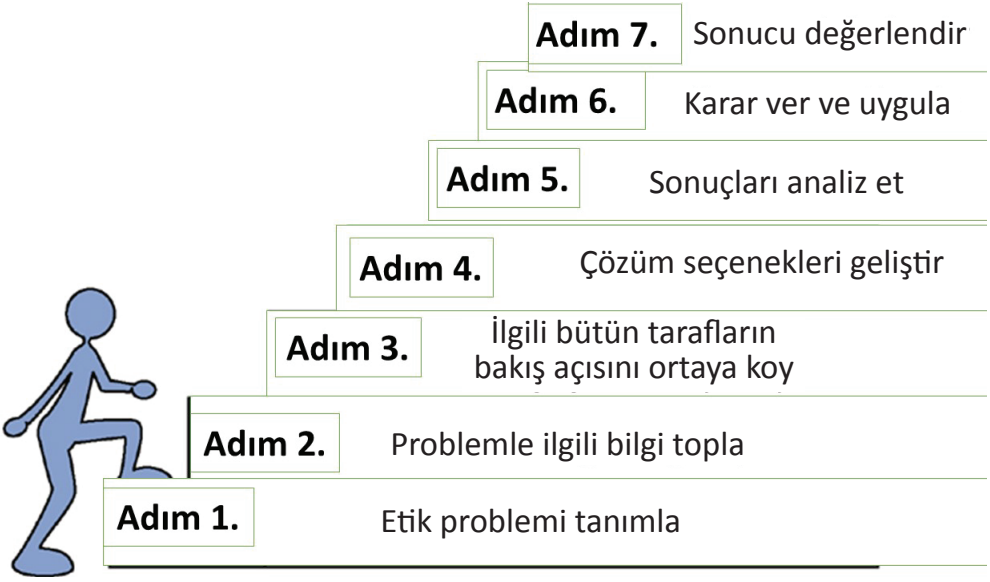 Adım 7. Sonucu değerlendir
Adım 6. Karar ver ve uygula
Adım 5. Sonuçları analiz et
Adım 4. Çözüm seçenekleri geliştir
Adım 3. İlgili bütün tarafların
bakış açısını ortaya koy
Adım 2. Problemle ilgili bilgi topla
Adım 1. Etik problemi tanımla